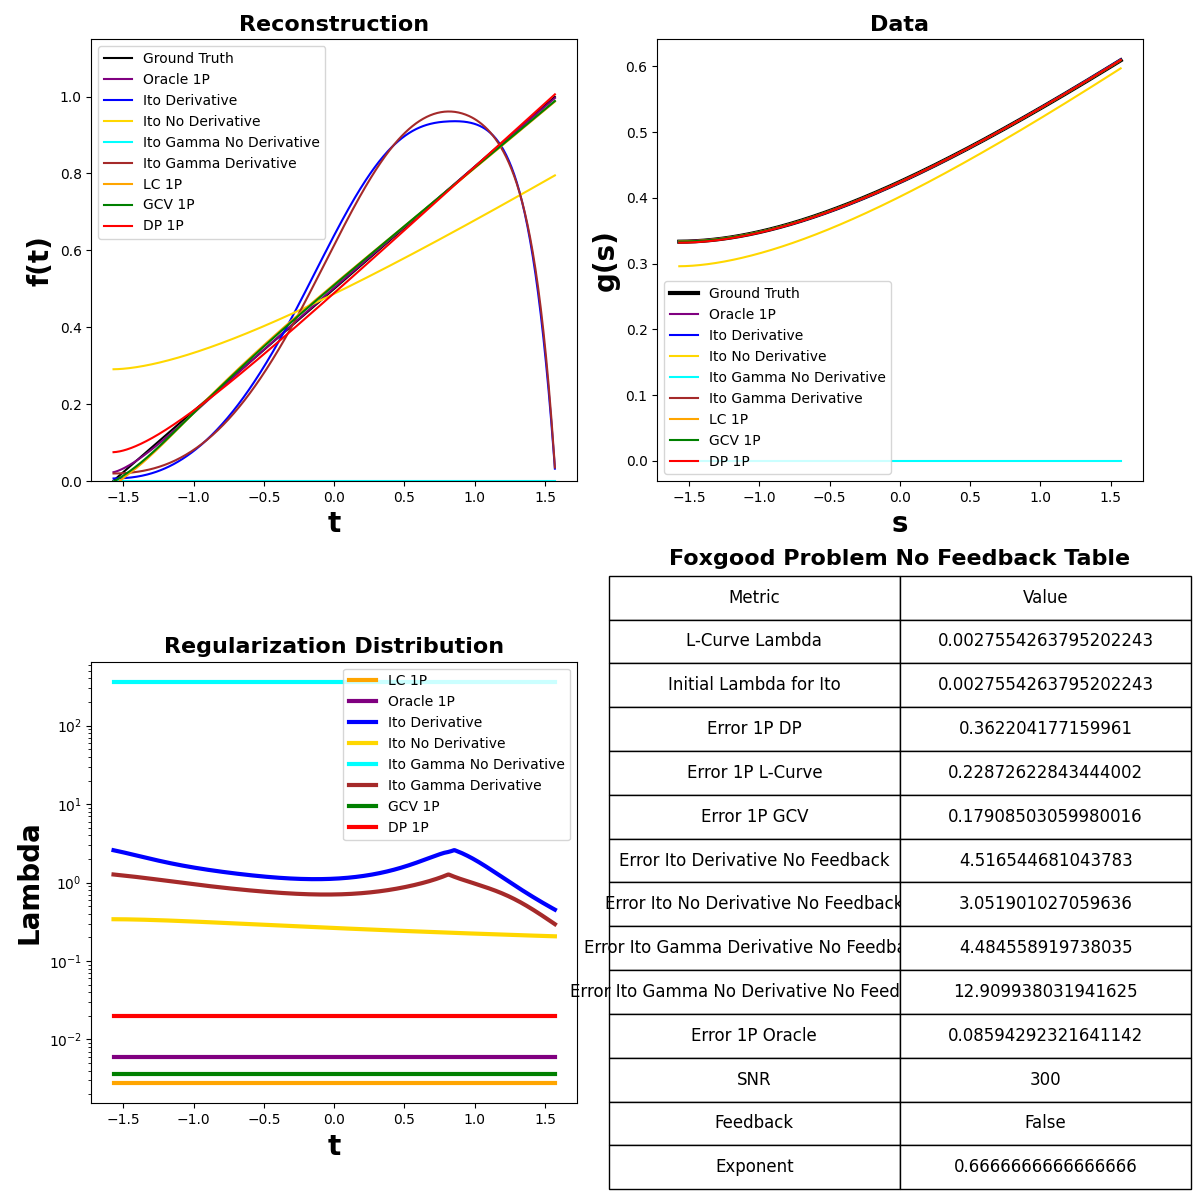 Reconstruction
f(t)
1.0
0.8
0.6
0.4
0.2
0.0
Ground Truth
Oracle 1P
Ito Derivative
Ito No Derivative
Ito Gamma No Derivative
Ito Gamma Derivative
LC 1P
GCV 1P
DP 1P
−1.5 −1.0 −0.5 0.0 0.5 1.0 1.5
t
Data
g(s)
0.6
0.5
0.4
0.3
0.2
0.1
0.0
Ground Truth
Oracle 1P
Ito Derivative
Ito No Derivative
Ito Gamma No Derivative
Ito Gamma Derivative
LC 1P
GCV 1P
DP 1P
−1.5 −1.0 −0.5 0.0 0.5 1.0 1.5
s
Regularization Distribution
Lambda
10²
10¹
10⁰
10⁻¹
10⁻²
LC 1P
Oracle 1P
Ito Derivative
Ito No Derivative
Ito Gamma No Derivative
Ito Gamma Derivative
GCV 1P
DP 1P
−1.5 −1.0 −0.5 0.0 0.5 1.0 1.5
t
Foxgood Problem No Feedback Table
Metric Value
L-Curve Lambda 0.0027554263795202243
Initial Lambda for Ito 0.0027554263795202243
Error 1P DP 0.362204177159961
Error 1P L-Curve 0.22872622843444002
Error 1P GCV 0.17908503059980016
Error Ito Derivative No Feedback 4.516544681043783
Error Ito No Derivative No Feedback 3.051901027059636
Error Ito Gamma Derivative No Feedba 4.484558919738035
Error Ito Gamma No Derivative No Feed 12.909938031941625
Error 1P Oracle 0.08594292321641142
SNR 300
Feedback False
Exponent 0.6666666666666666